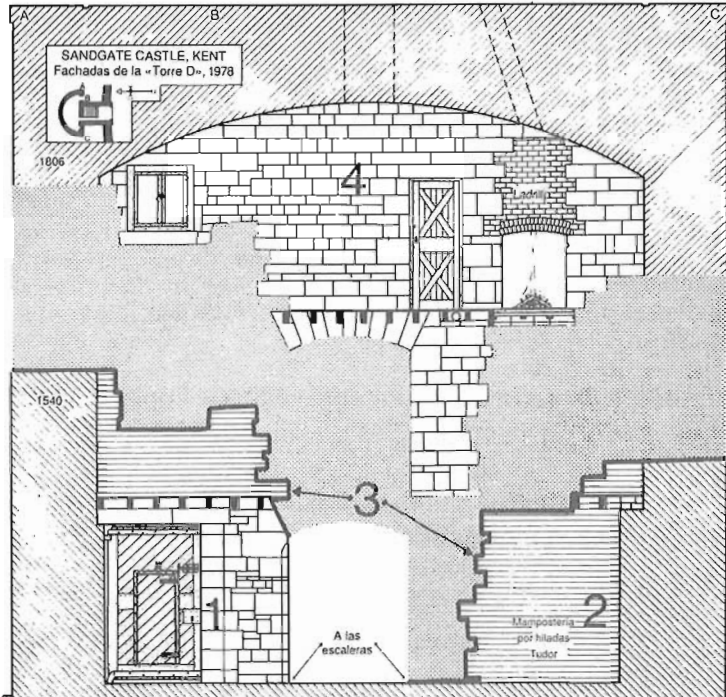 A
B
C
SANDGATE CASTLE, KENT
Fachadas de la «Torre D», 1978
1806
4
Ladrillo
1540
3
1
2
A las
escaleras
Mampostería
por hiladas
Tudor